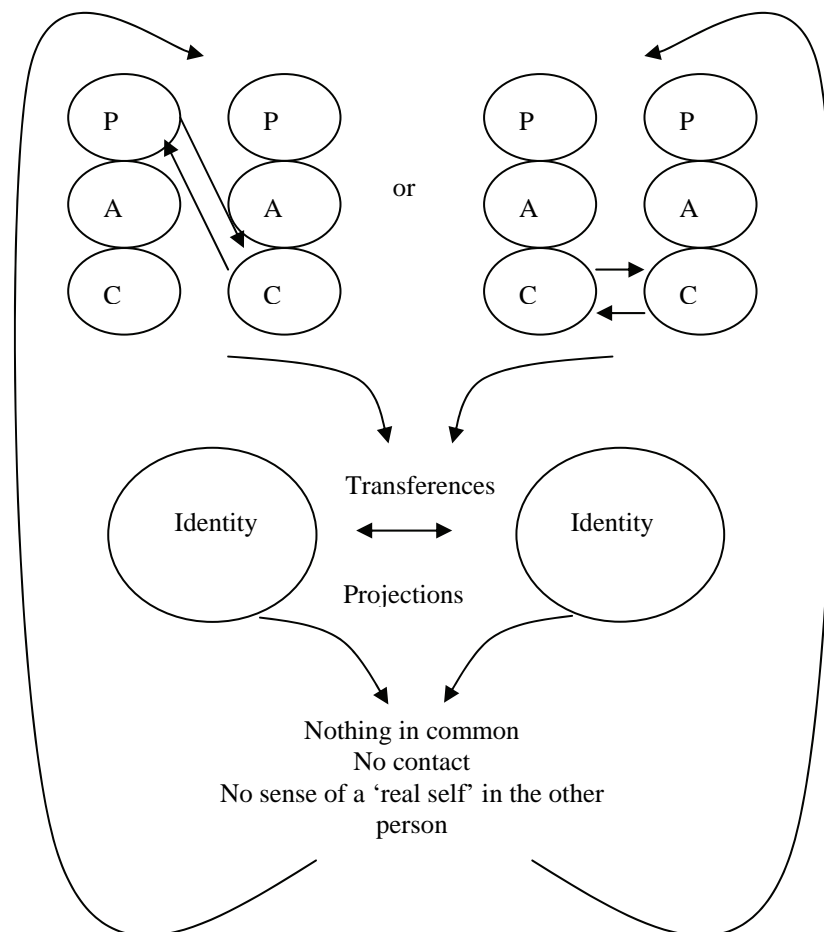 P P P P
A A or A A
C C C C
Transferences
Identity Identity
Projections
Nothing in common
No contact
No sense of a ‘real self’ in the other
person